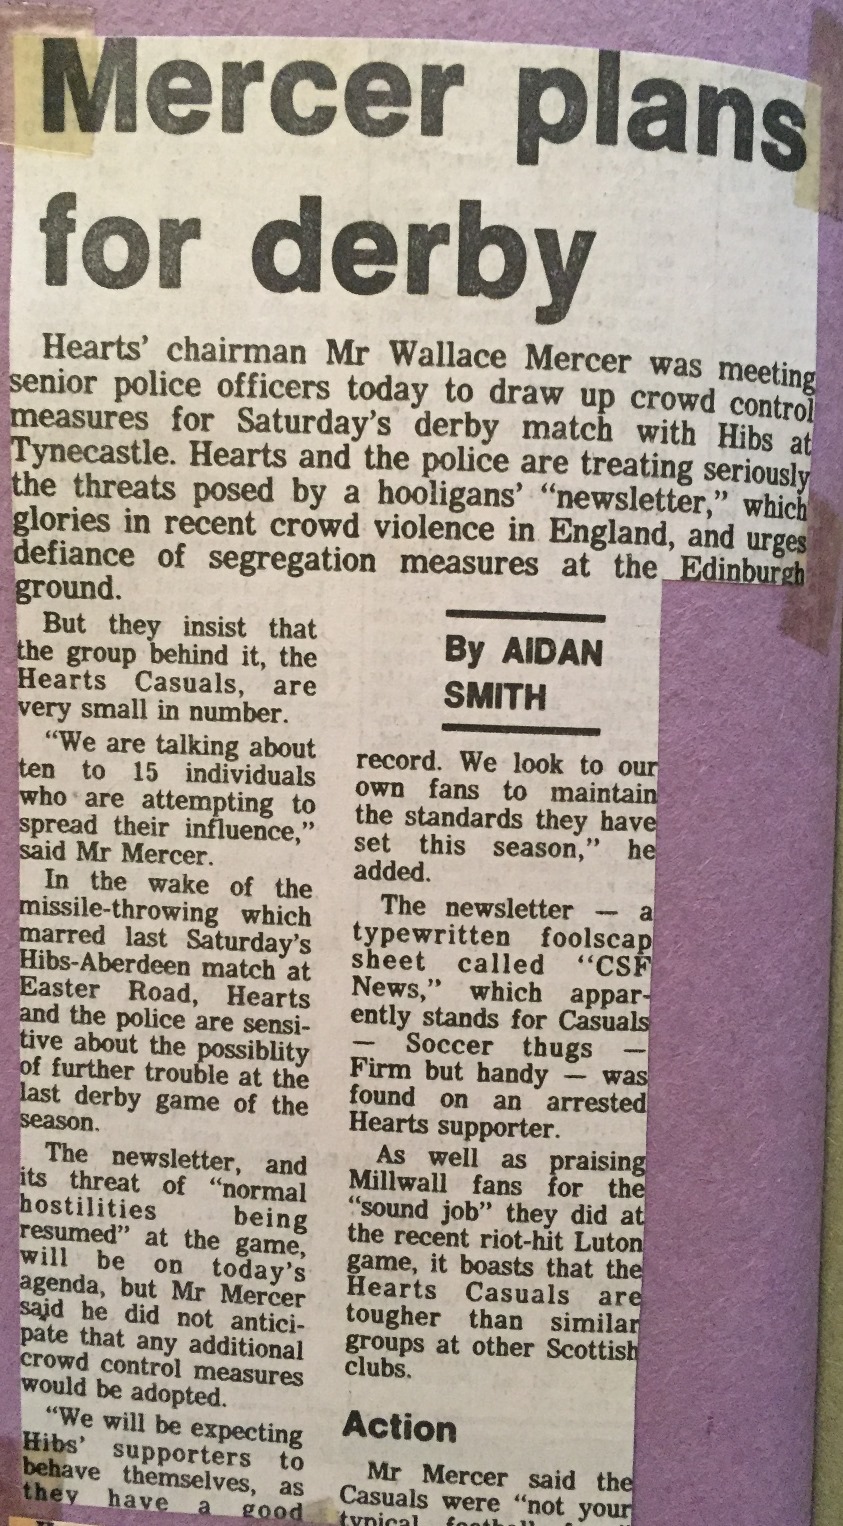 Mercer plans
for derby
Hearts' chairman Mr Wallace Mercer was meeting
senior police officers today to draw up crowd control
measures for Saturday's derby match with Hibs at
Tynecastle. Hearts and the police are treating seriously
the threats posed by a hooligans' "newsletter," which
glories in recent crowd violence in England, and urges
defiance of segregation measures at the Edinburgh
ground.
But they insist that
the group behind it, the
Hearts Casuals, are
very small in number.
"We are talking about
ten to 15 individuals
who are attempting to
spread their influence,"
said Mr Mercer.
In the wake of the
missile-throwing which
marred last Saturday's
Hibs-Aberdeen match at
Easter Road, Hearts
and the police are sensi-
tive about the possiblity
of further trouble at the
last derby game of the
season.
The newsletter, and
its threat of "normal
hostilities being
resumed" at the game,
will be on today's
agenda, but Mr Mercer
said he did not antici-
pate that any additional
crowd control measures
would be adopted.
"We will be expecting
Hibs' supporters to
behave themselves, as
they have a good
By AIDAN
SMITH
record. We look to our
own fans to maintain
the standards they have
set this season," he
added.
The newsletter — a
typewritten foolscap
sheet called "CSF
News," which appar-
ently stands for Casuals
— Soccer thugs —
Firm but handy — was
found on an arrested
Hearts supporter.
As well as praising
Millwall fans for the
"sound job" they did at
the recent riot-hit Luton
game, it boasts that the
Hearts Casuals are
tougher than similar
groups at other Scottish
clubs.
Action
Mr Mercer said the
Casuals were "not your
typical